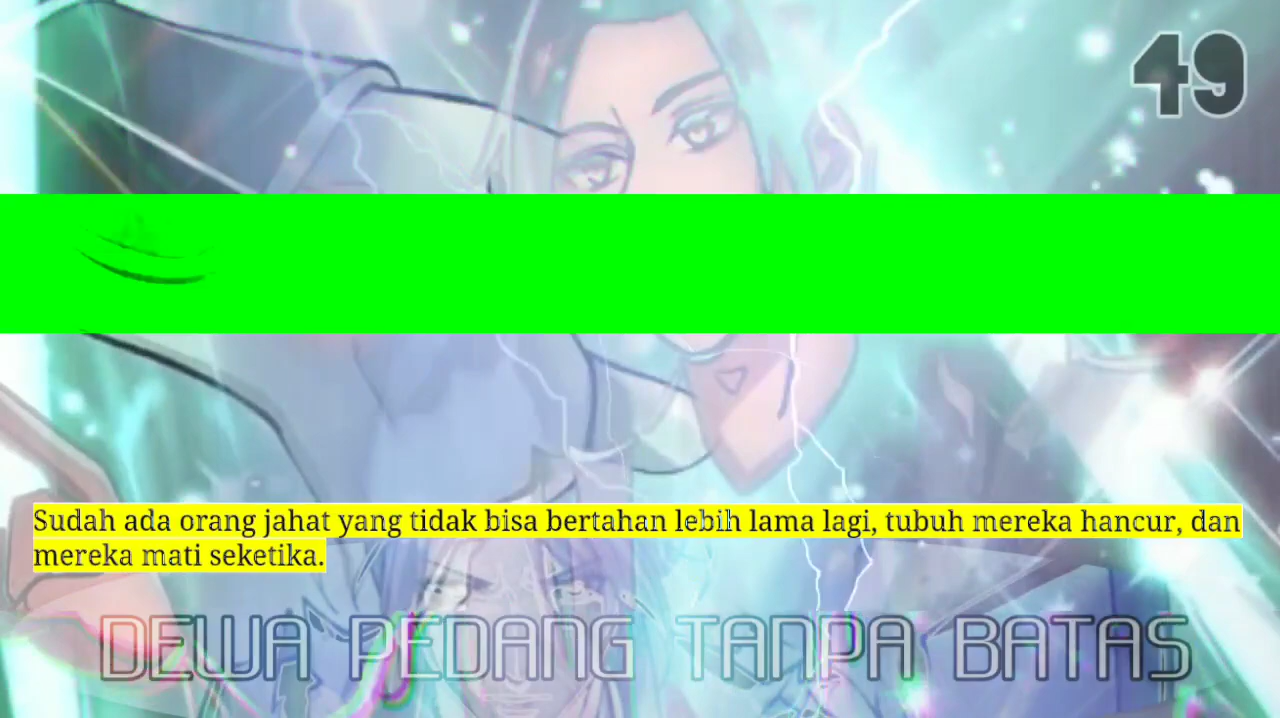 49
Sudah ada orang jahat yang tidak bisa bertahan lebih lama lagi, tubuh mereka hancur, dan
mereka mati seketika.
DEWA PEDANG TANPA BATAS